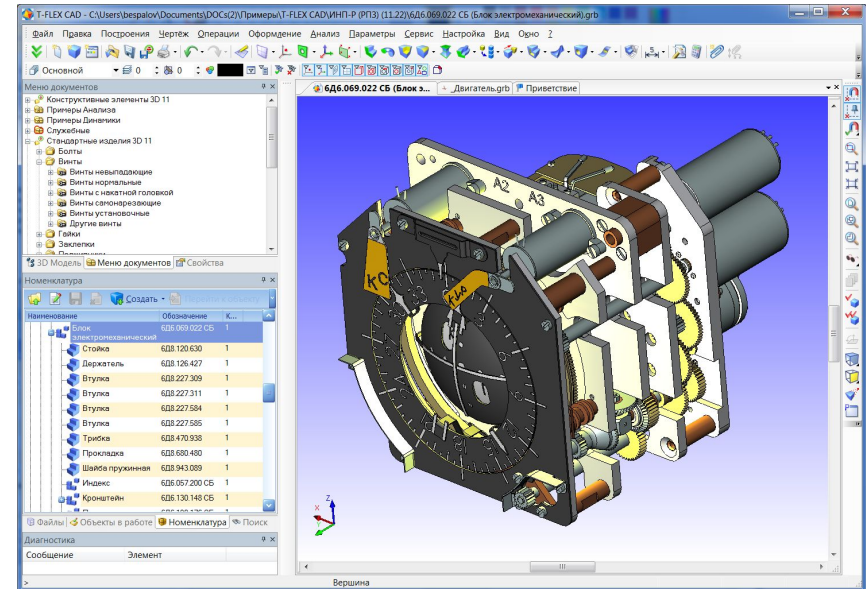 T-FLEX CAD - C:\Users\bespalov\Documents\DOCs(2)\Примеры\T-FLEX CAD\ИНП-Р (РП3) (11.22)\6Д6.069.022 СБ (Блок электромеханический).grb
Файл Правка Построения Чертёж Операции Оформление Анализ Параметры Сервис Настройка Вид Окно ?
Основной 0 0
Меню документов
6Д6.069.022 СБ (Блок э... _Двигатель.grb Приветствие
Конструктивные элементы 3D 11
Примеры Анализа
Примеры Динамики
Служебные
Стандартные изделия 3D 11
Болты
Винты
Винты невыпадающие
Винты нормальные
Винты с накатной головкой
Винты самонарезающие
Винты установочные
Другие винты
Гайки
Заклепки
3D Модель Меню документов Свойства
Номенклатура
Создать
Наименование Обозначение К...
Блок электромеханический 6Д6.069.022 СБ 1
Стойка 6Д8.120.630 1
Держатель 6Д8.126.427 1
Втулка 6Д8.227.309 1
Втулка 6Д8.227.311 1
Втулка 6Д8.227.584 1
Втулка 6Д8.227.585 1
Трибка 6Д8.470.938 1
Прокладка 6Д8.680.480 1
Шайба пружинная 6Д8.943.089 1
Индекс 6Д6.057.200 СБ 1
Кронштейн 6Д6.130.148 СБ 1
Файлы Объекты в работе Номенклатура Поиск
Диагностика
Сообщение Элемент
A2
A3
КС
Z
X
Y
> Вершина